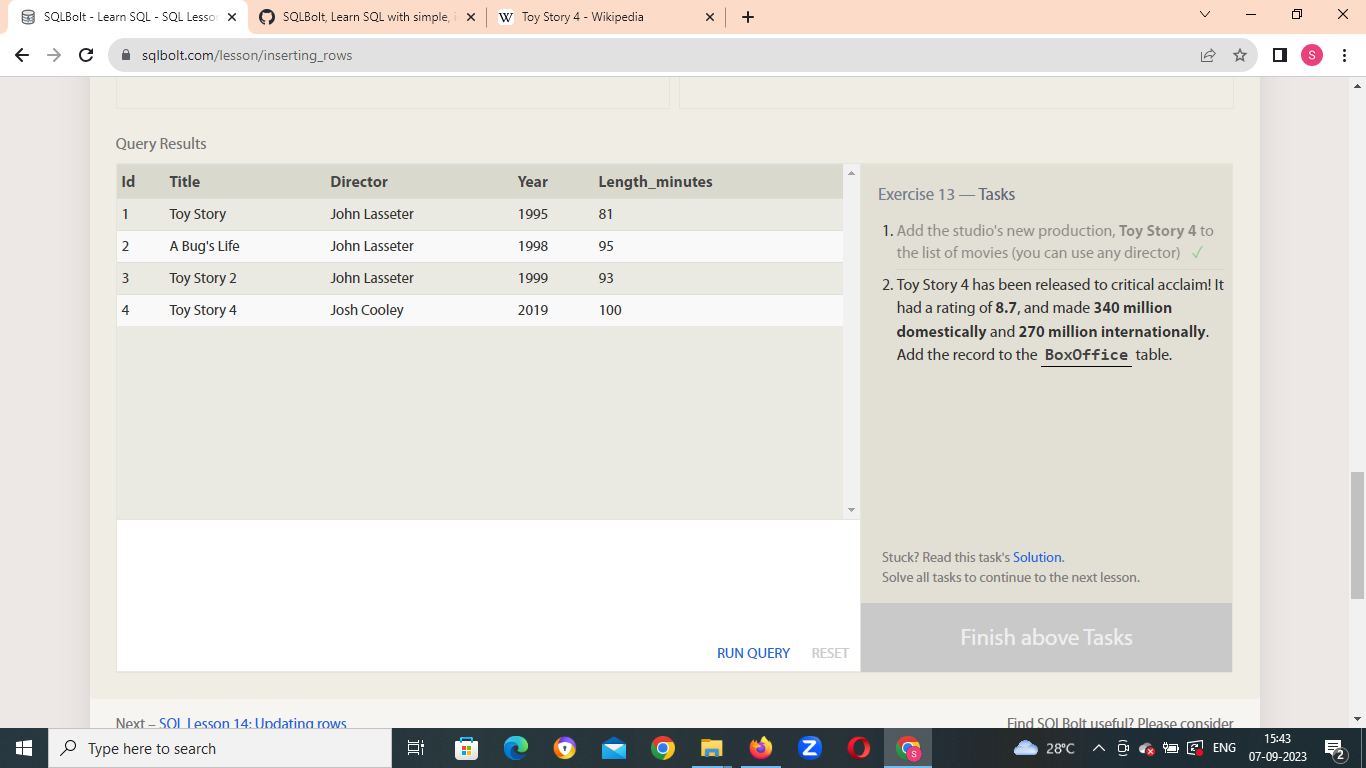 SQLBolt - Learn SQL - SQL Lesson
SQLBolt, Learn SQL with simple, i
Toy Story 4 - Wikipedia
sqlbolt.com/lesson/inserting_rows
S
Query Results
Id Title Director Year Length_minutes
1 Toy Story John Lasseter 1995 81
2 A Bug's Life John Lasseter 1998 95
3 Toy Story 2 John Lasseter 1999 93
4 Toy Story 4 Josh Cooley 2019 100
Exercise 13 — Tasks
1. Add the studio's new production, Toy Story 4 to
the list of movies (you can use any director) ✓
2. Toy Story 4 has been released to critical acclaim! It
had a rating of 8.7, and made 340 million
domestically and 270 million internationally.
Add the record to the BoxOffice table.
Stuck? Read this task's Solution.
Solve all tasks to continue to the next lesson.
RUN QUERY RESET
Finish above Tasks
Next – SQL Lesson 14: Updating rows
Find SQLBolt useful? Please consider
Type here to search
28°C
ENG
15:43
07-09-2023
2